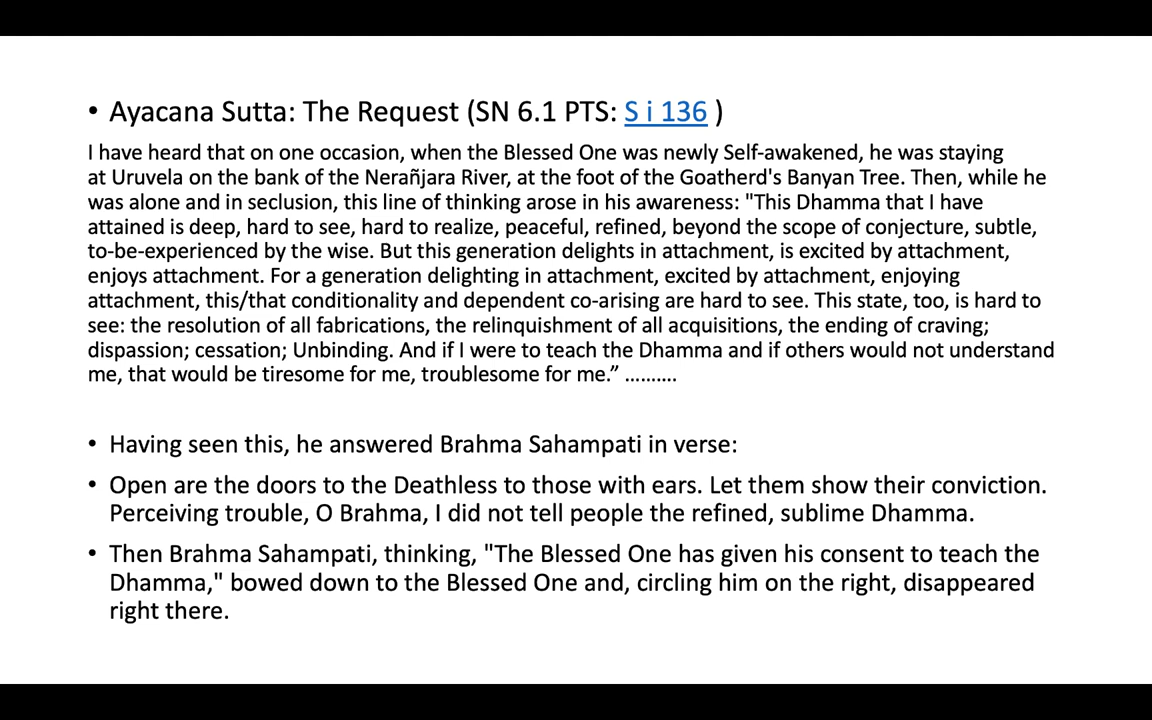 • Ayacana Sutta: The Request (SN 6.1 PTS: S i 136 )
I have heard that on one occasion, when the Blessed One was newly Self-awakened, he was staying
at Uruvela on the bank of the Nerañjara River, at the foot of the Goatherd's Banyan Tree. Then, while he
was alone and in seclusion, this line of thinking arose in his awareness: "This Dhamma that I have
attained is deep, hard to see, hard to realize, peaceful, refined, beyond the scope of conjecture, subtle,
to-be-experienced by the wise. But this generation delights in attachment, is excited by attachment,
enjoys attachment. For a generation delighting in attachment, excited by attachment, enjoying
attachment, this/that conditionality and dependent co-arising are hard to see. This state, too, is hard to
see: the resolution of all fabrications, the relinquishment of all acquisitions, the ending of craving;
dispassion; cessation; Unbinding. And if I were to teach the Dhamma and if others would not understand
me, that would be tiresome for me, troublesome for me.” ……….
• Having seen this, he answered Brahma Sahampati in verse:
• Open are the doors to the Deathless to those with ears. Let them show their conviction.
Perceiving trouble, O Brahma, I did not tell people the refined, sublime Dhamma.
• Then Brahma Sahampati, thinking, "The Blessed One has given his consent to teach the
Dhamma," bowed down to the Blessed One and, circling him on the right, disappeared
right there.